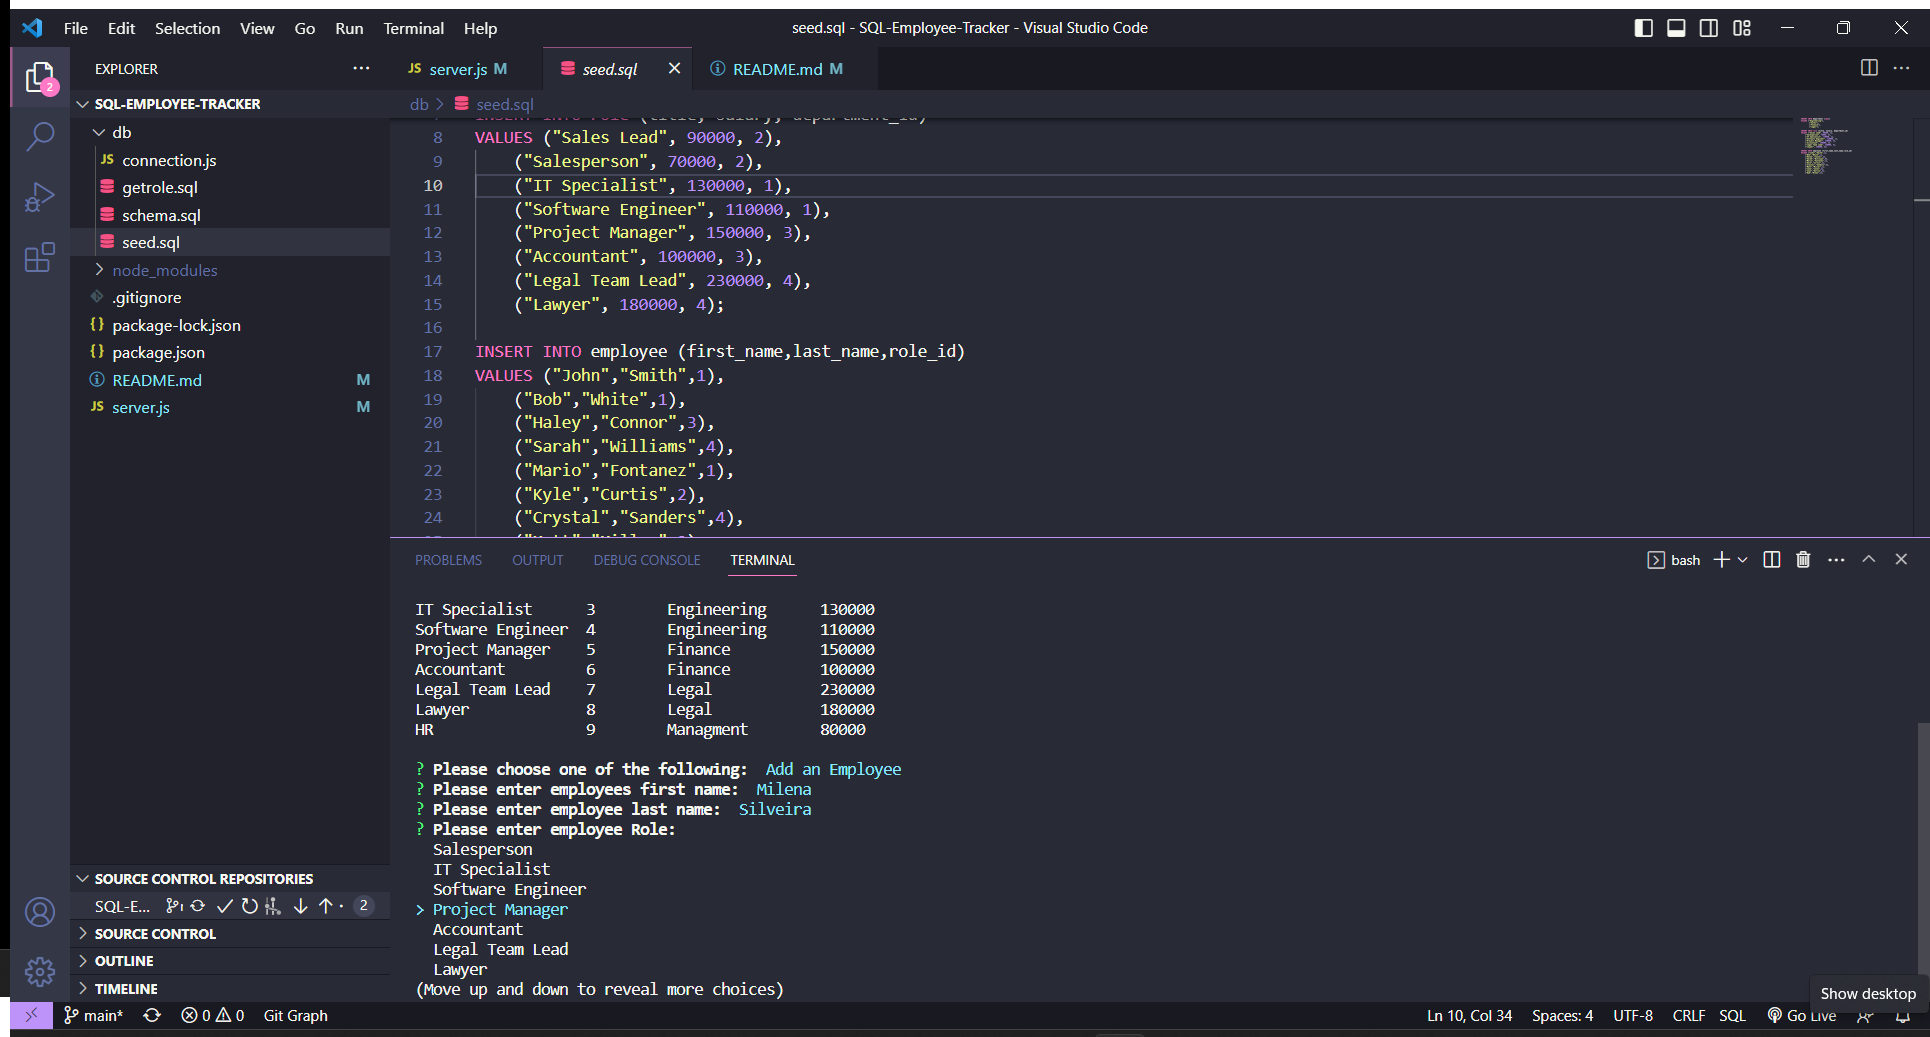 File Edit Selection View Go Run Terminal Help
seed.sql - SQL-Employee-Tracker - Visual Studio Code
2
EXPLORER
SQL-EMPLOYEE-TRACKER
db
JS connection.js
getrole.sql
schema.sql
seed.sql
node_modules
.gitignore
{} package-lock.json
{} package.json
README.md M
JS server.js M
SOURCE CONTROL REPOSITORIES
SQL-E... 2
SOURCE CONTROL
OUTLINE
TIMELINE
JS server.js M
seed.sql
README.md M
db > seed.sql
INSERT INTO role (title, salary, department_id)
8 VALUES ("Sales Lead", 90000, 2),
9 ("Salesperson", 70000, 2),
10 ("IT Specialist", 130000, 1),
11 ("Software Engineer", 110000, 1),
12 ("Project Manager", 150000, 3),
13 ("Accountant", 100000, 3),
14 ("Legal Team Lead", 230000, 4),
15 ("Lawyer", 180000, 4);
16
17 INSERT INTO employee (first_name,last_name,role_id)
18 VALUES ("John","Smith",1),
19 ("Bob","White",1),
20 ("Haley","Connor",3),
21 ("Sarah","Williams",4),
22 ("Mario","Fontanez",1),
23 ("Kyle","Curtis",2),
24 ("Crystal","Sanders",4),
PROBLEMS OUTPUT DEBUG CONSOLE TERMINAL
bash
IT Specialist 3 Engineering 130000
Software Engineer 4 Engineering 110000
Project Manager 5 Finance 150000
Accountant 6 Finance 100000
Legal Team Lead 7 Legal 230000
Lawyer 8 Legal 180000
HR 9 Managment 80000
? Please choose one of the following: Add an Employee
? Please enter employees first name: Milena
? Please enter employee last name: Silveira
? Please enter employee Role:
Salesperson
IT Specialist
Software Engineer
> Project Manager
Accountant
Legal Team Lead
Lawyer
(Move up and down to reveal more choices)
Show desktop
main* 0 0 Git Graph
Ln 10, Col 34 Spaces: 4 UTF-8 CRLF SQL Go Live